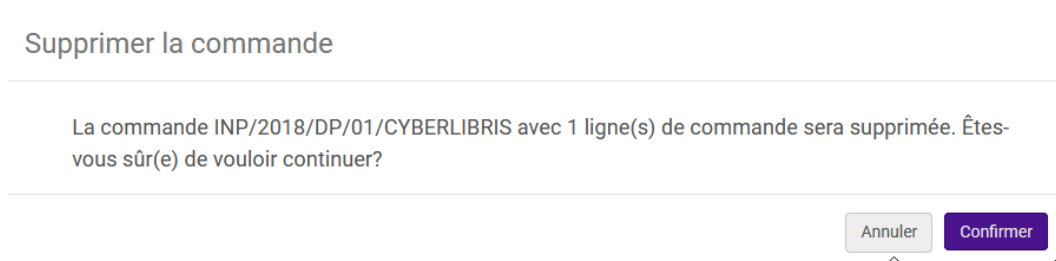 Supprimer la commande
La commande INP/2018/DP/01/CYBERLIBRIS avec 1 ligne(s) de commande sera supprimée. Êtes-
vous sûr(e) de vouloir continuer?
Annuler Confirmer